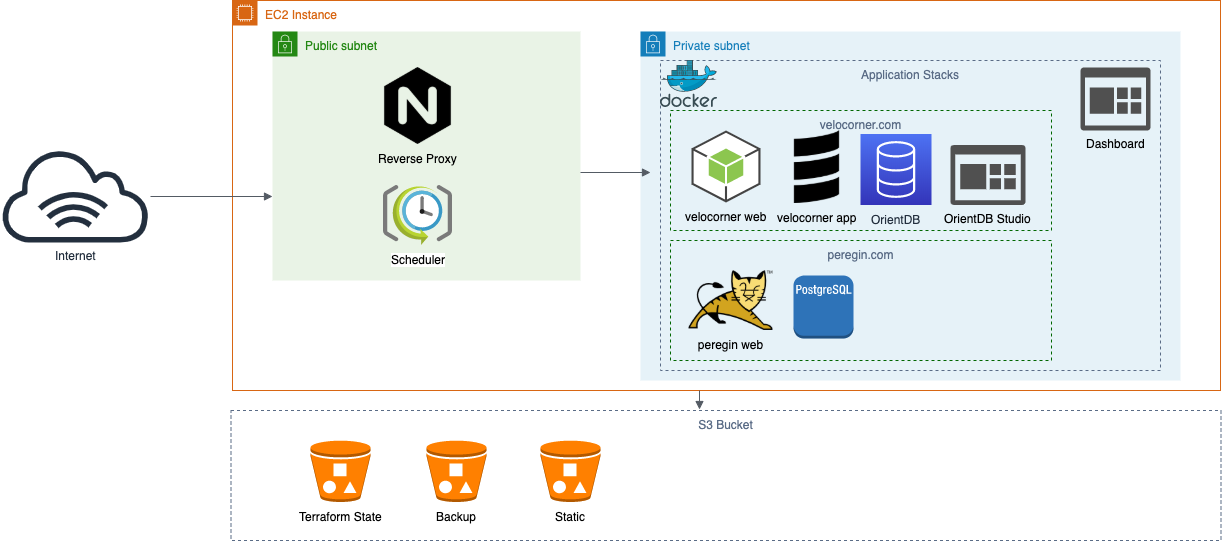 EC2 Instance
Public subnet
Private subnet
Application Stacks
docker
velocorner.com
Dashboard
N
Reverse Proxy
velocorner web
velocorner app
OrientDB
OrientDB Studio
Internet
Scheduler
peregin.com
TM
PostgreSQL
peregin web
S3 Bucket
Terraform State
Backup
Static